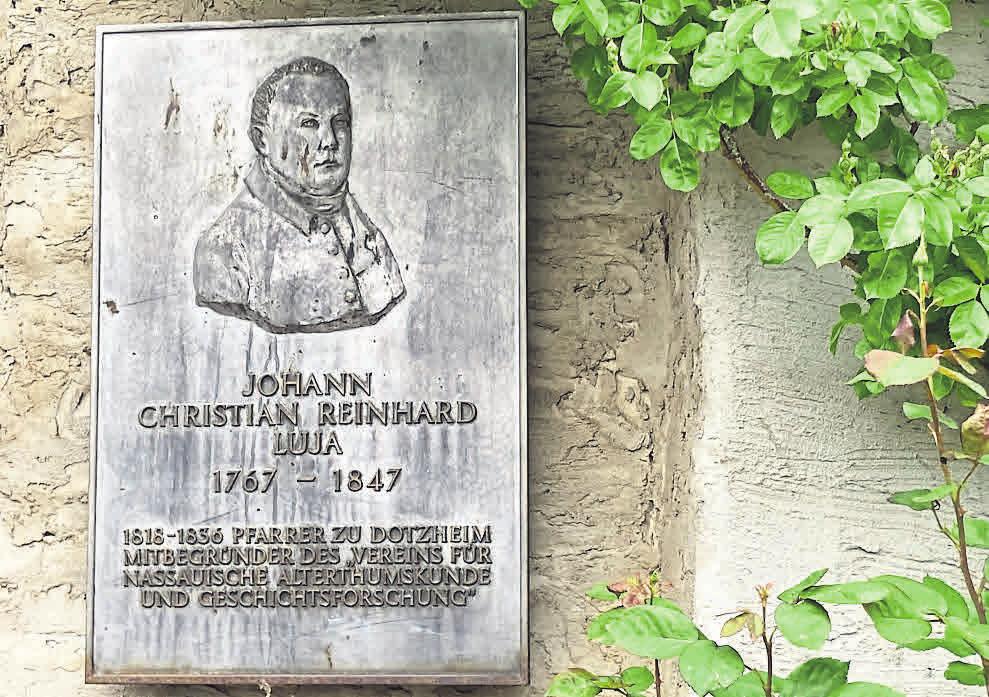 JOHANN
CHRISTIAN REINHARD
LUJA
1767 – 1847
1818-1836 PFARRER ZU DOTZHEIM
MITBEGRÜNDER DES „VEREINS FÜR
NASSAUISCHE ALTERTHUMSKUNDE
UND GESCHICHTSFORSCHUNG"